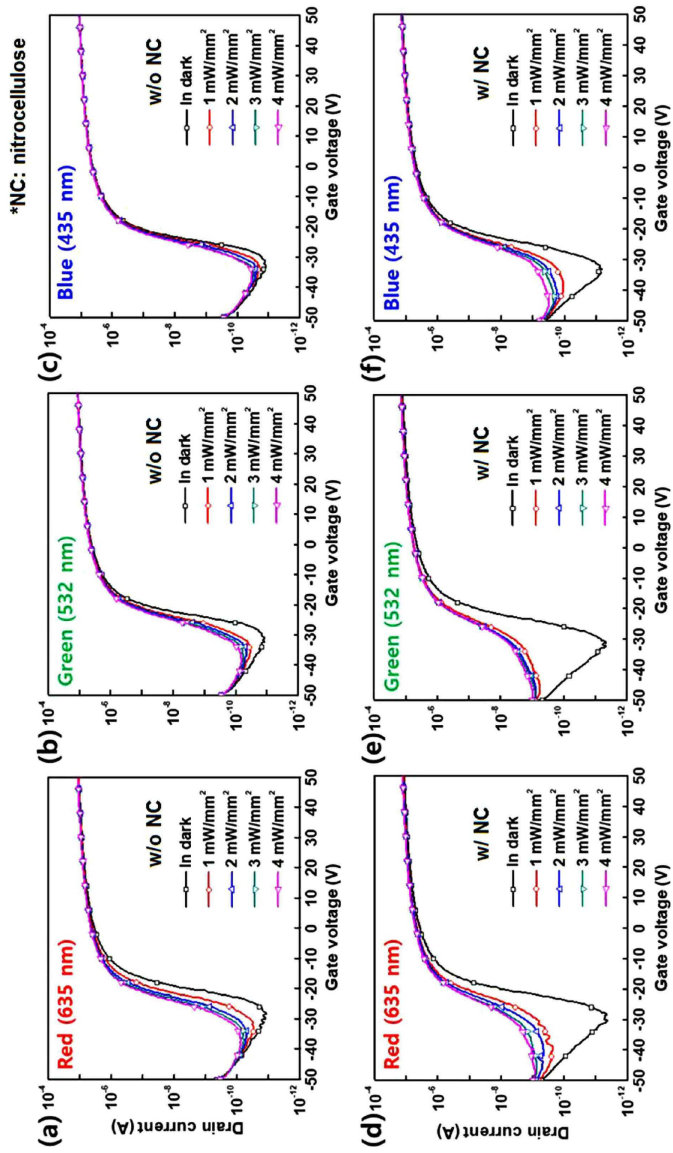 *NC: nitrocellulose
(a)
Red (635 nm)
w/o NC
In dark
1 mW/mm²
2 mW/mm²
3 mW/mm²
4 mW/mm²
10⁻⁴
10⁻⁶
10⁻⁸
10⁻¹⁰
10⁻¹²
Drain current (A)
-50 -40 -30 -20 -10 0 10 20 30 40 50
Gate voltage (V)
(b)
Green (532 nm)
w/o NC
In dark
1 mW/mm²
2 mW/mm²
3 mW/mm²
4 mW/mm²
10⁻⁴
10⁻⁶
10⁻⁸
10⁻¹⁰
10⁻¹²
-50 -40 -30 -20 -10 0 10 20 30 40 50
Gate voltage (V)
(c)
Blue (435 nm)
w/o NC
In dark
1 mW/mm²
2 mW/mm²
3 mW/mm²
4 mW/mm²
10⁻⁴
10⁻⁶
10⁻⁸
10⁻¹⁰
10⁻¹²
-50 -40 -30 -20 -10 0 10 20 30 40 50
Gate voltage (V)
(d)
Red (635 nm)
w/ NC
In dark
1 mW/mm²
2 mW/mm²
3 mW/mm²
4 mW/mm²
10⁻⁴
10⁻⁶
10⁻⁸
10⁻¹⁰
10⁻¹²
Drain current (A)
-50 -40 -30 -20 -10 0 10 20 30 40 50
Gate voltage (V)
(e)
Green (532 nm)
w/ NC
In dark
1 mW/mm²
2 mW/mm²
3 mW/mm²
4 mW/mm²
10⁻⁴
10⁻⁶
10⁻⁸
10⁻¹⁰
10⁻¹²
-50 -40 -30 -20 -10 0 10 20 30 40 50
Gate voltage (V)
(f)
Blue (435 nm)
w/ NC
In dark
1 mW/mm²
2 mW/mm²
3 mW/mm²
4 mW/mm²
10⁻⁴
10⁻⁶
10⁻⁸
10⁻¹⁰
10⁻¹²
-50 -40 -30 -20 -10 0 10 20 30 40 50
Gate voltage (V)